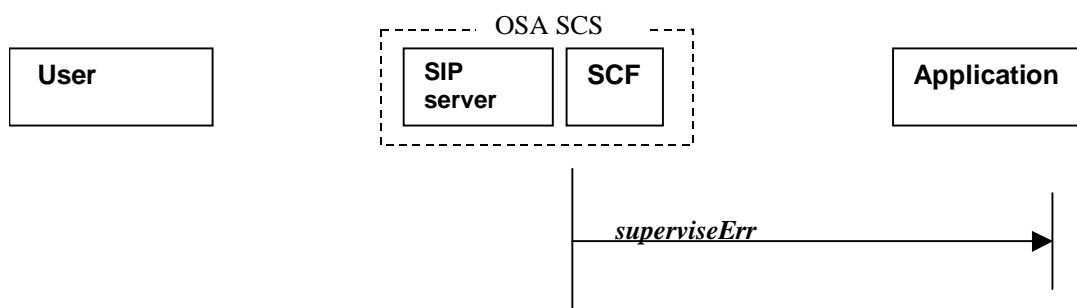 OSA SCS
User
SIP
server
SCF
Application
superviseErr